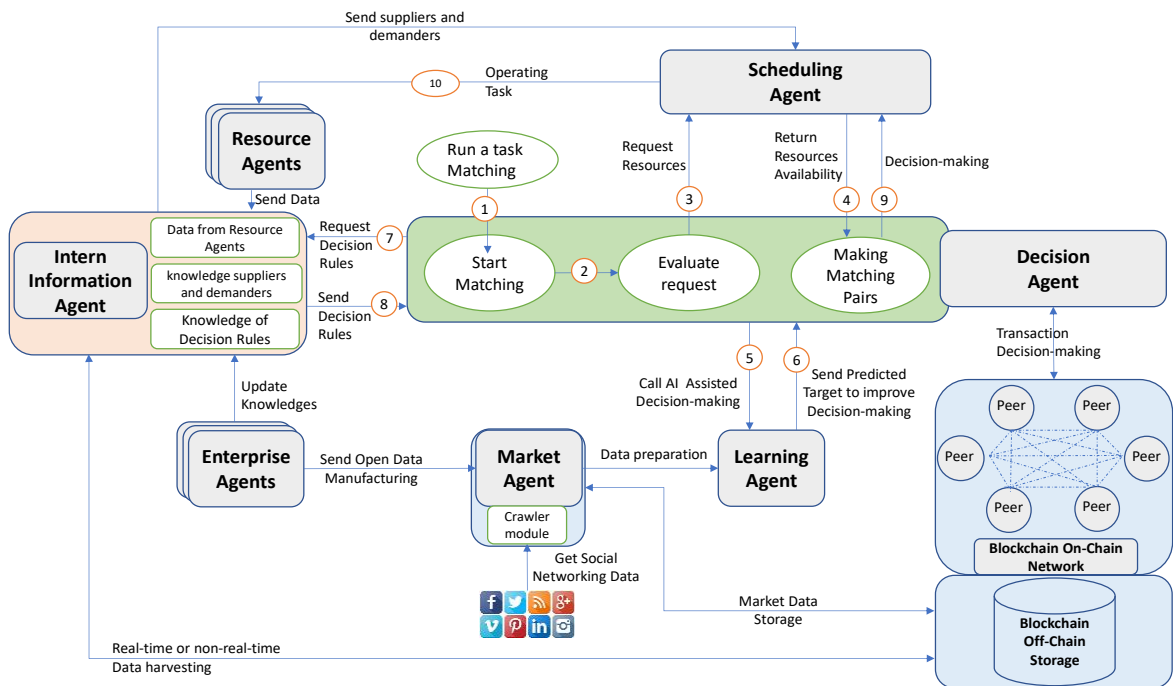 Send suppliers and
demanders
Scheduling
Agent
10
Operating
Task
Resource
Agents
Run a task
Matching
Request
Resources
Return
Resources
Availability
Decision-making
Send Data
1
3
4
9
Data from Resource
Agents
Request
Decision
Rules
7
Intern
Information
Agent
knowledge suppliers
and demanders
Start
Matching
2
Evaluate
request
Making
Matching
Pairs
Decision
Agent
Send
Decision
Rules
8
Knowledge of
Decision Rules
Transaction
Decision-making
5
6
Update
Knowledges
Call AI Assisted
Decision-making
Send Predicted
Target to improve
Decision-making
Peer
Peer
Enterprise
Agents
Send Open Data
Manufacturing
Market
Agent
Data preparation
Learning
Agent
Peer
Peer
Peer
Peer
Crawler
module
Get Social
Networking Data
Blockchain On-Chain
Network
f
g+
v
p
in
Market Data
Storage
Blockchain
Off-Chain
Storage
Real-time or non-real-time
Data harvesting